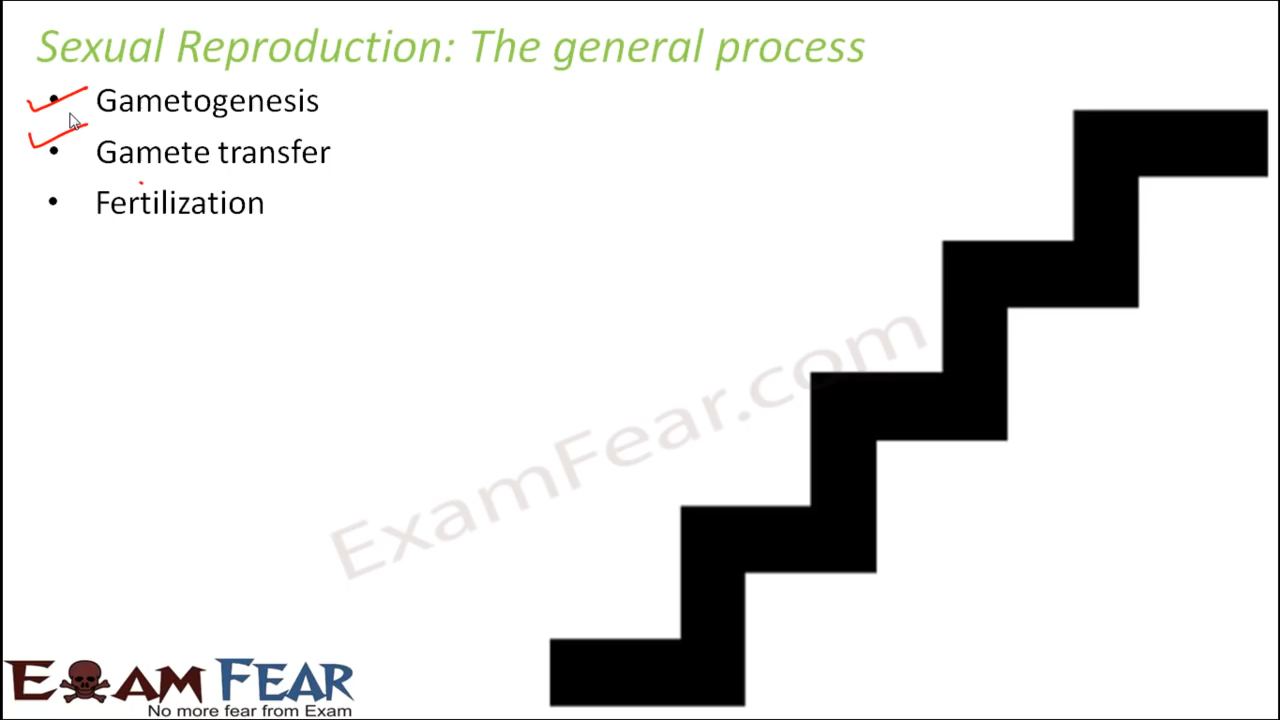 Sexual Reproduction: The general process
• Gametogenesis
• Gamete transfer
• Fertilization
ExamFear.com
EXAM FEAR
No more fear from Exam